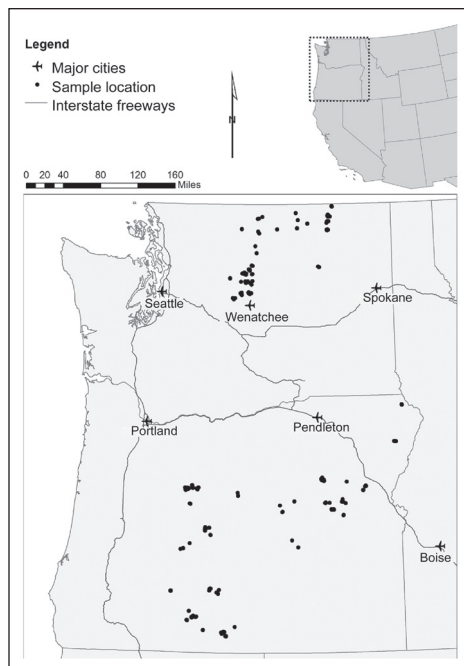 Legend
Major cities
Sample location
Interstate freeways
N
0 20 40 80 120 160
Miles
Seattle
Wenatchee
Spokane
Portland
Pendleton
Boise